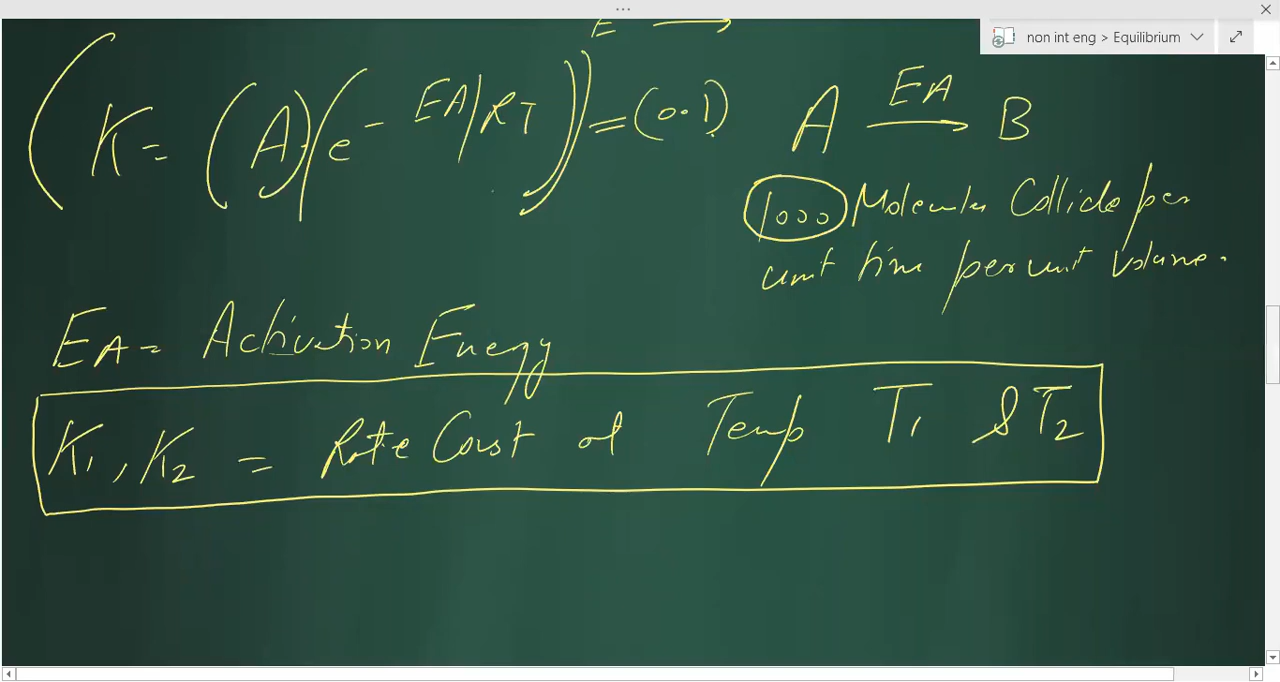 non int eng > Equilibrium
E
(K = (A)(e - EA/RT)) = (0.1)
A EA B
1000 Molecules Collide per
unit time per unit volume.
EA = Activation Energy
K1, K2 = Rate Const at Temp T1 & T2